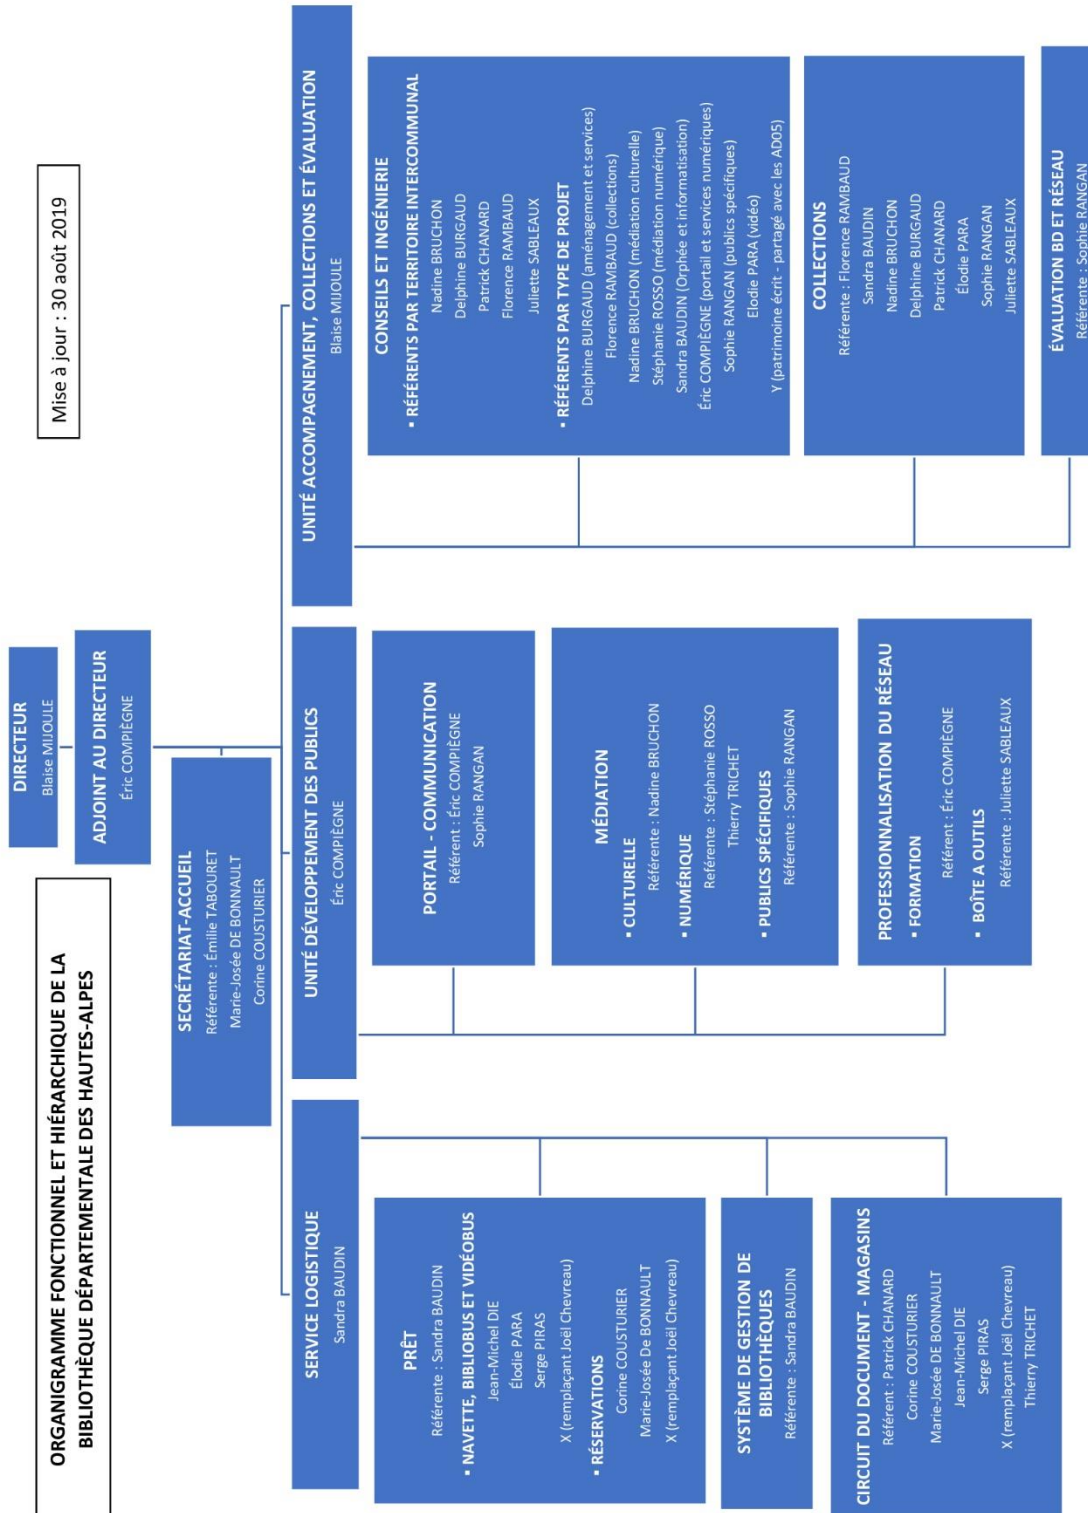 ORGANIGRAMME FONCTIONNEL ET HIÉRARCHIQUE DE LA
BIBLIOTHÈQUE DÉPARTEMENTALE DES HAUTES-ALPES
Mise à jour : 30 août 2019
DIRECTEUR
Blaise MIJOULE
ADJOINT AU DIRECTEUR
Éric COMPIÈGNE
SECRÉTARIAT-ACCUEIL
Référente : Émilie TABOURET
Marie-Josée DE BONNAULT
Corine COUSTURIER
SERVICE LOGISTIQUE
Sandra BAUDIN
PRÊT
Référente : Sandra BAUDIN
▪ NAVETTE, BIBLIOBUS ET VIDÉOBUS
Jean-Michel DIE
Élodie PARA
Serge PIRAS
X (remplaçant Joël Chevreau)
▪ RÉSERVATIONS
Corine COUSTURIER
Marie-Josée De BONNAULT
X (remplaçant Joël Chevreau)
SYSTÈME DE GESTION DE
BIBLIOTHÈQUES
Référente : Sandra BAUDIN
CIRCUIT DU DOCUMENT - MAGASINS
Référent : Patrick CHANARD
Corine COUSTURIER
Marie-Josée DE BONNAULT
Jean-Michel DIE
Serge PIRAS
X (remplaçant Joël Chevreau)
Thierry TRICHET
UNITÉ DÉVELOPPEMENT DES PUBLICS
Éric COMPIÈGNE
PORTAIL - COMMUNICATION
Référent : Éric COMPIÈGNE
Sophie RANGAN
MÉDIATION
▪ CULTURELLE
Référente : Nadine BRUCHON
▪ NUMÉRIQUE
Référente : Stéphanie ROSSO
Thierry TRICHET
▪ PUBLICS SPÉCIFIQUES
Référente : Sophie RANGAN
PROFESSIONNALISATION DU RÉSEAU
▪ FORMATION
Référent : Éric COMPIÈGNE
▪ BOÎTE A OUTILS
Référente : Juliette SABLEAUX
UNITÉ ACCOMPAGNEMENT, COLLECTIONS ET ÉVALUATION
Blaise MIJOULE
CONSEILS ET INGÉNIERIE
▪ RÉFÉRENTS PAR TERRITOIRE INTERCOMMUNAL
Nadine BRUCHON
Delphine BURGAUD
Patrick CHANARD
Florence RAMBAUD
Juliette SABLEAUX
▪ RÉFÉRENTS PAR TYPE DE PROJET
Delphine BURGAUD (aménagement et services)
Florence RAMBAUD (collections)
Nadine BRUCHON (médiation culturelle)
Stéphanie ROSSO (médiation numérique)
Sandra BAUDIN (Orphée et informatisation)
Éric COMPIÈGNE (portail et services numériques)
Sophie RANGAN (publics spécifiques)
Elodie PARA (vidéo)
Y (patrimoine écrit - partagé avec les AD05)
COLLECTIONS
Référente : Florence RAMBAUD
Sandra BAUDIN
Nadine BRUCHON
Delphine BURGAUD
Patrick CHANARD
Élodie PARA
Sophie RANGAN
Juliette SABLEAUX
ÉVALUATION BD ET RÉSEAU
Référente : Sophie RANGAN